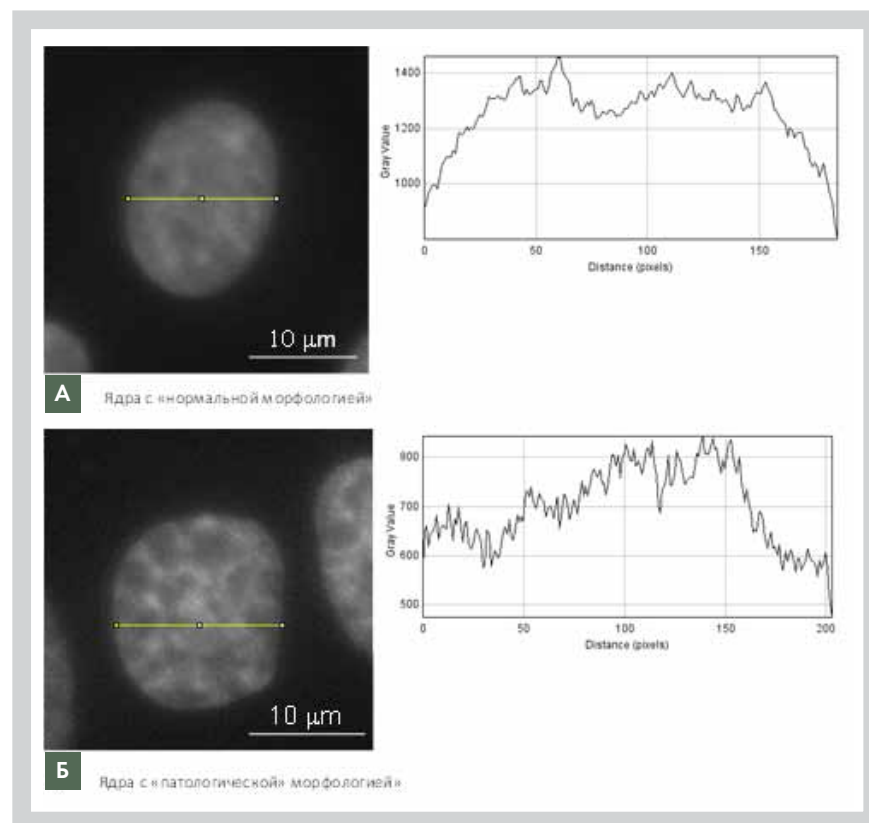 1400
1200
1000
Gray Value
0 50 100 150
Distance (pixels)
10 µm
А
Ядра с «нормальной морфологией»
800
700
600
500
Gray Value
0 50 100 150 200
Distance (pixels)
10 µm
Б
Ядра с «патологической» морфологией»